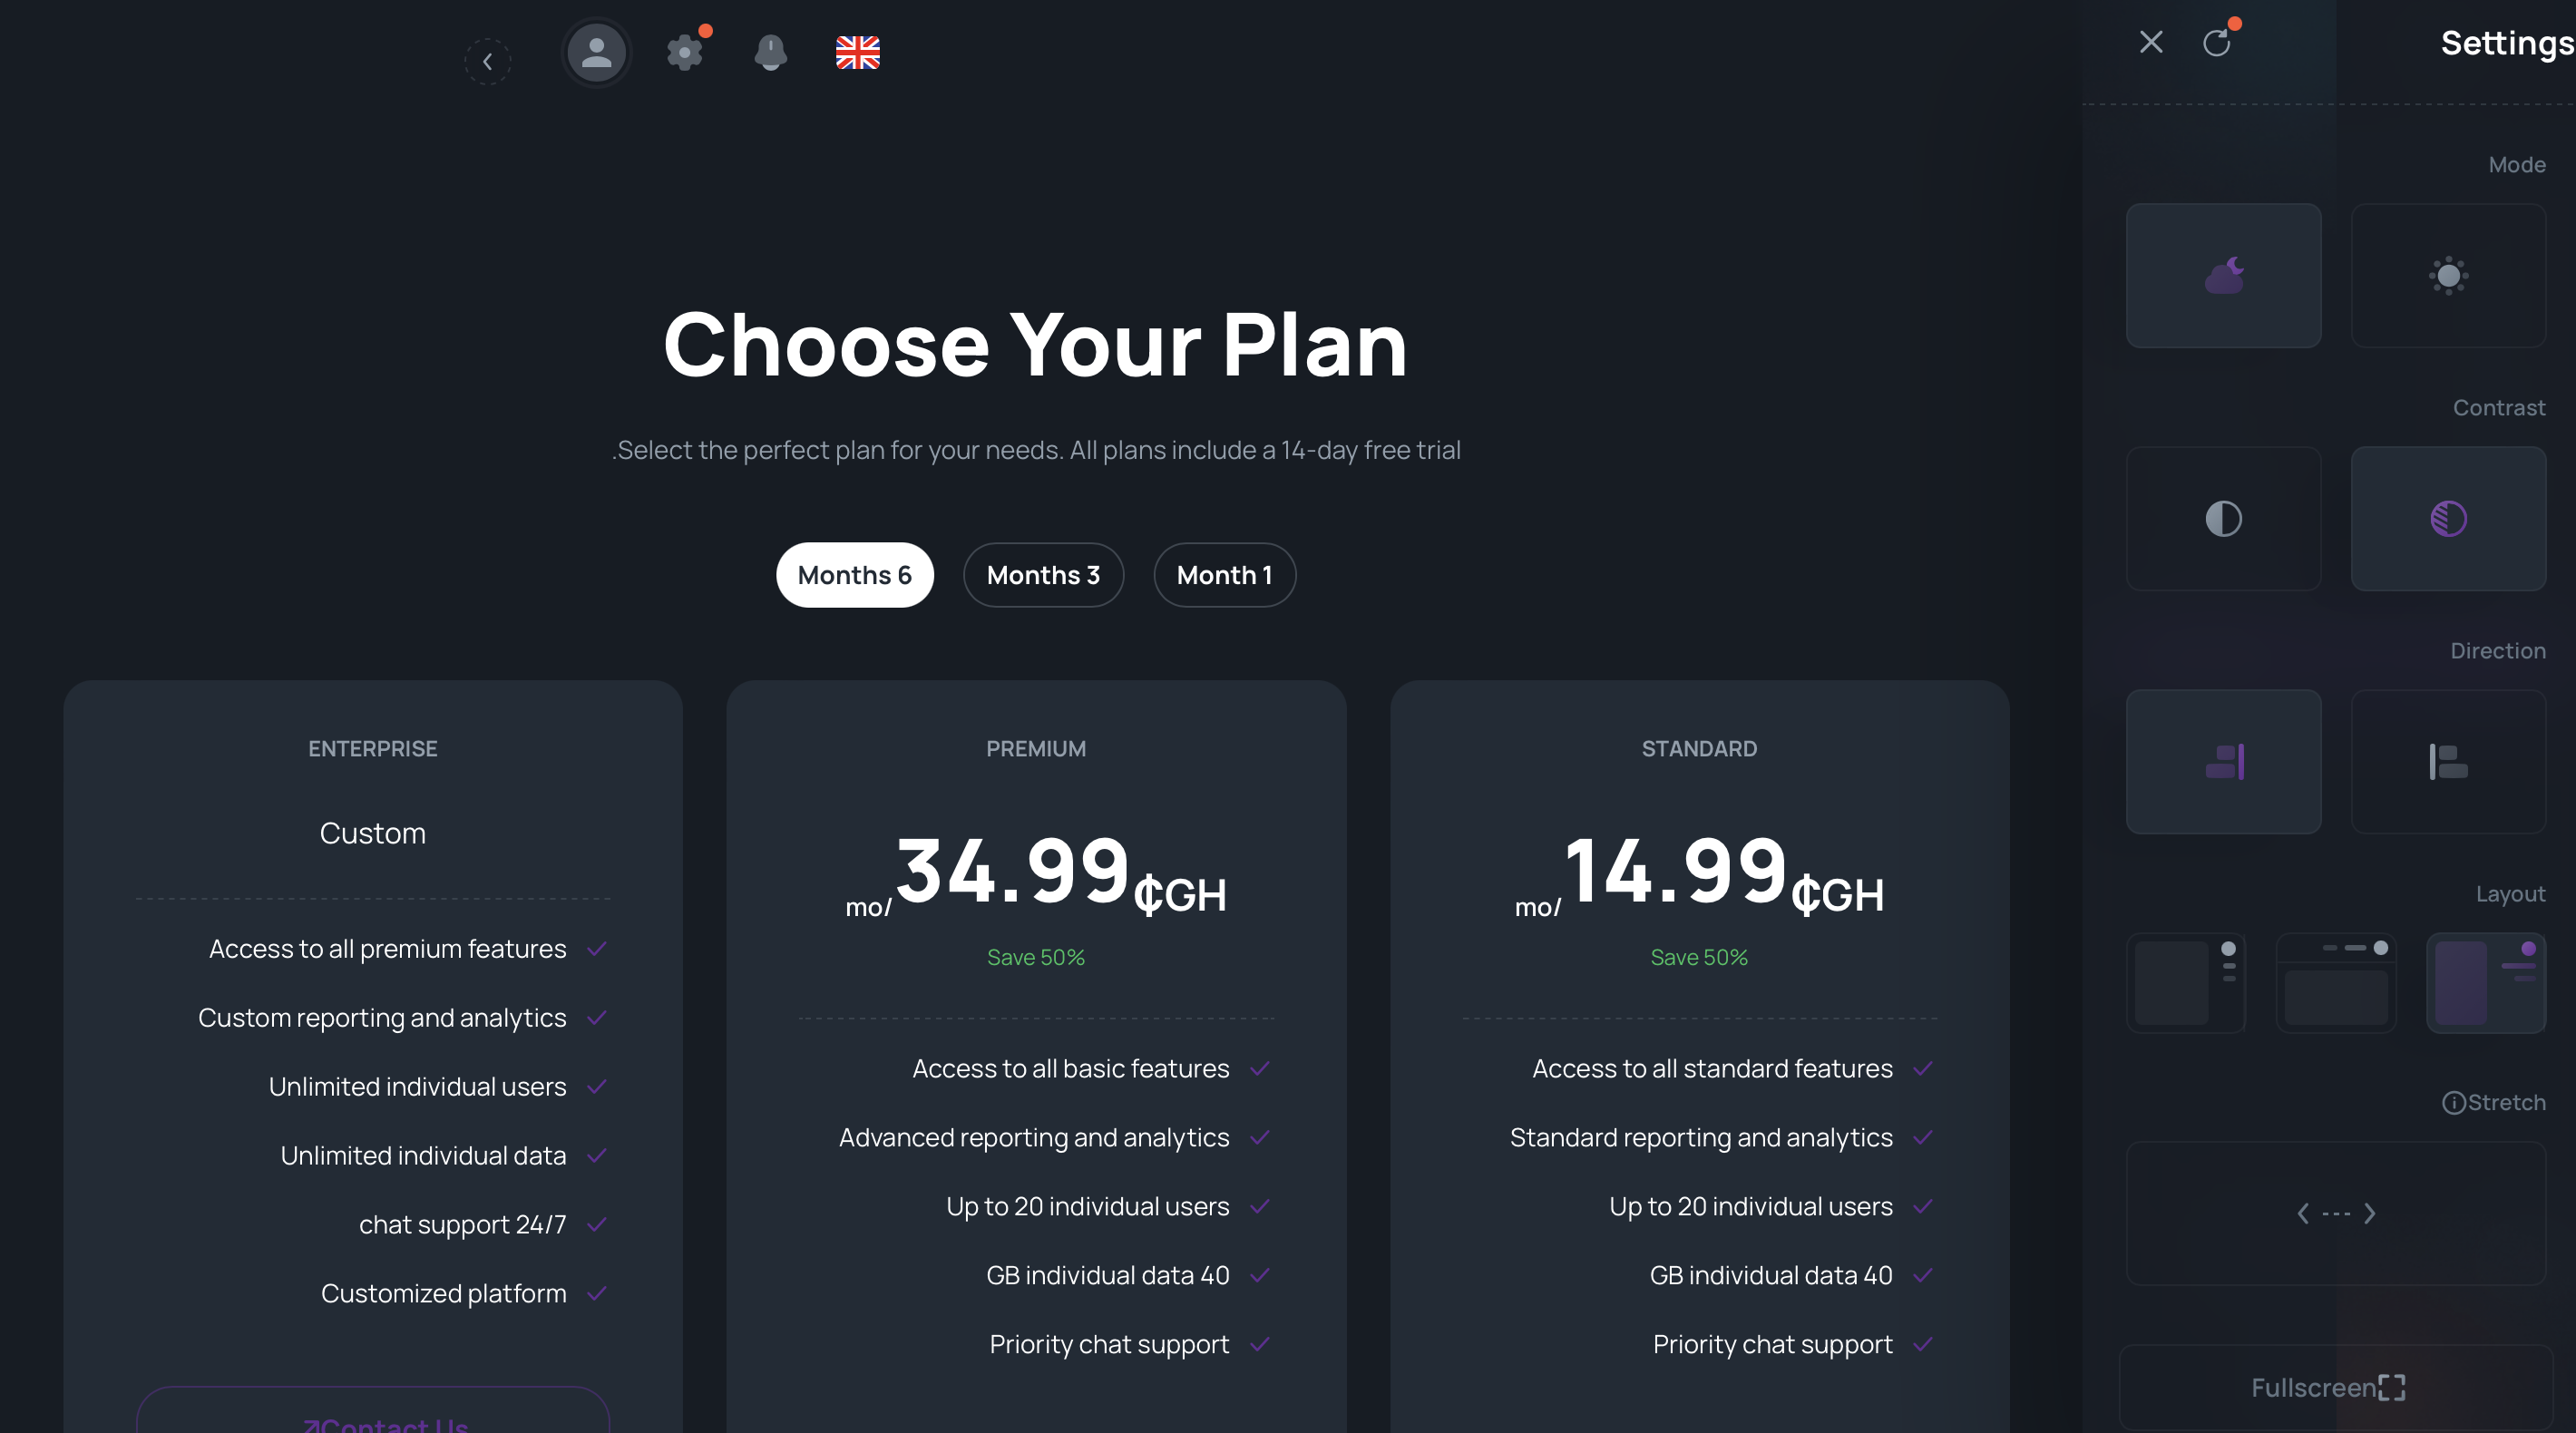 Settings
Mode
Contrast
Direction
Layout
Stretch
Fullscreen
Choose Your Plan
.Select the perfect plan for your needs. All plans include a 14-day free trial
Months 6
Months 3
Month 1
ENTERPRISE
Custom
Access to all premium features
Custom reporting and analytics
Unlimited individual users
Unlimited individual data
chat support 24/7
Customized platform
Contact Us
PREMIUM
mo/34.99₵GH
Save 50%
Access to all basic features
Advanced reporting and analytics
Up to 20 individual users
GB individual data 40
Priority chat support
STANDARD
mo/14.99₵GH
Save 50%
Access to all standard features
Standard reporting and analytics
Up to 20 individual users
GB individual data 40
Priority chat support